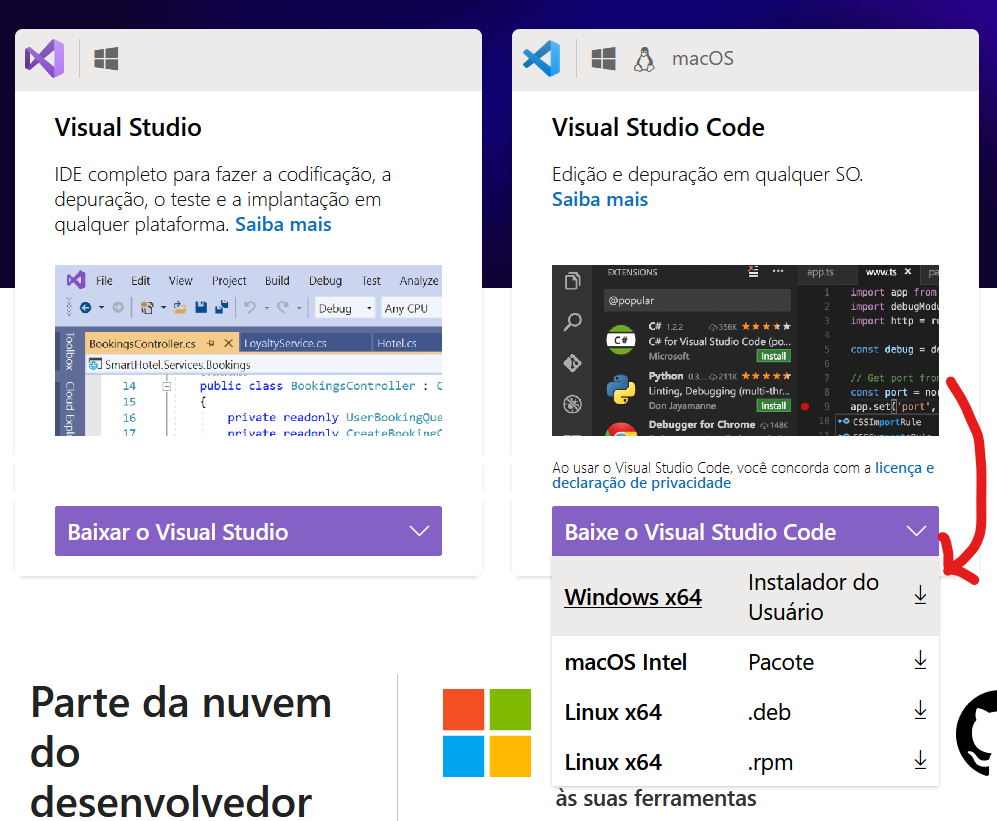 Visual Studio
IDE completo para fazer a codificação, a
depuração, o teste e a implantação em
qualquer plataforma. Saiba mais
File Edit View Project Build Debug Test Analyze
Debug Any CPU
Toolbox
BookingsController.cs LoyaltyService.cs Hotel.cs
SmartHotel.Services.Bookings
14 public class BookingsController : C
15 {
16 private readonly UserBookingQue
17 private readonly CreateBookingC
Baixar o Visual Studio
macOS
Visual Studio Code
Edição e depuração em qualquer SO.
Saiba mais
EXTENSIONS
@popular
C# 1.2.2 356K
C#
C# for Visual Studio Code (po...
Microsoft Install
Python 0.3... 211K
Linting, Debugging (multi-thr...
Don Jayamanne Install
Debugger for Chrome 148K
app.ts www.ts
1 import app from
2 import debugModu
3 import http = re
4
5 const debug = de
6
7 // Get port from
8 const port = nor
9 app.set('port',
10 CSSImportRule
11
Ao usar o Visual Studio Code, você concorda com a licença e
declaração de privacidade
Baixe o Visual Studio Code
Windows x64 Instalador do
Usuário
macOS Intel Pacote
Linux x64 .deb
Linux x64 .rpm
Parte da nuvem
do
desenvolvedor
às suas ferramentas